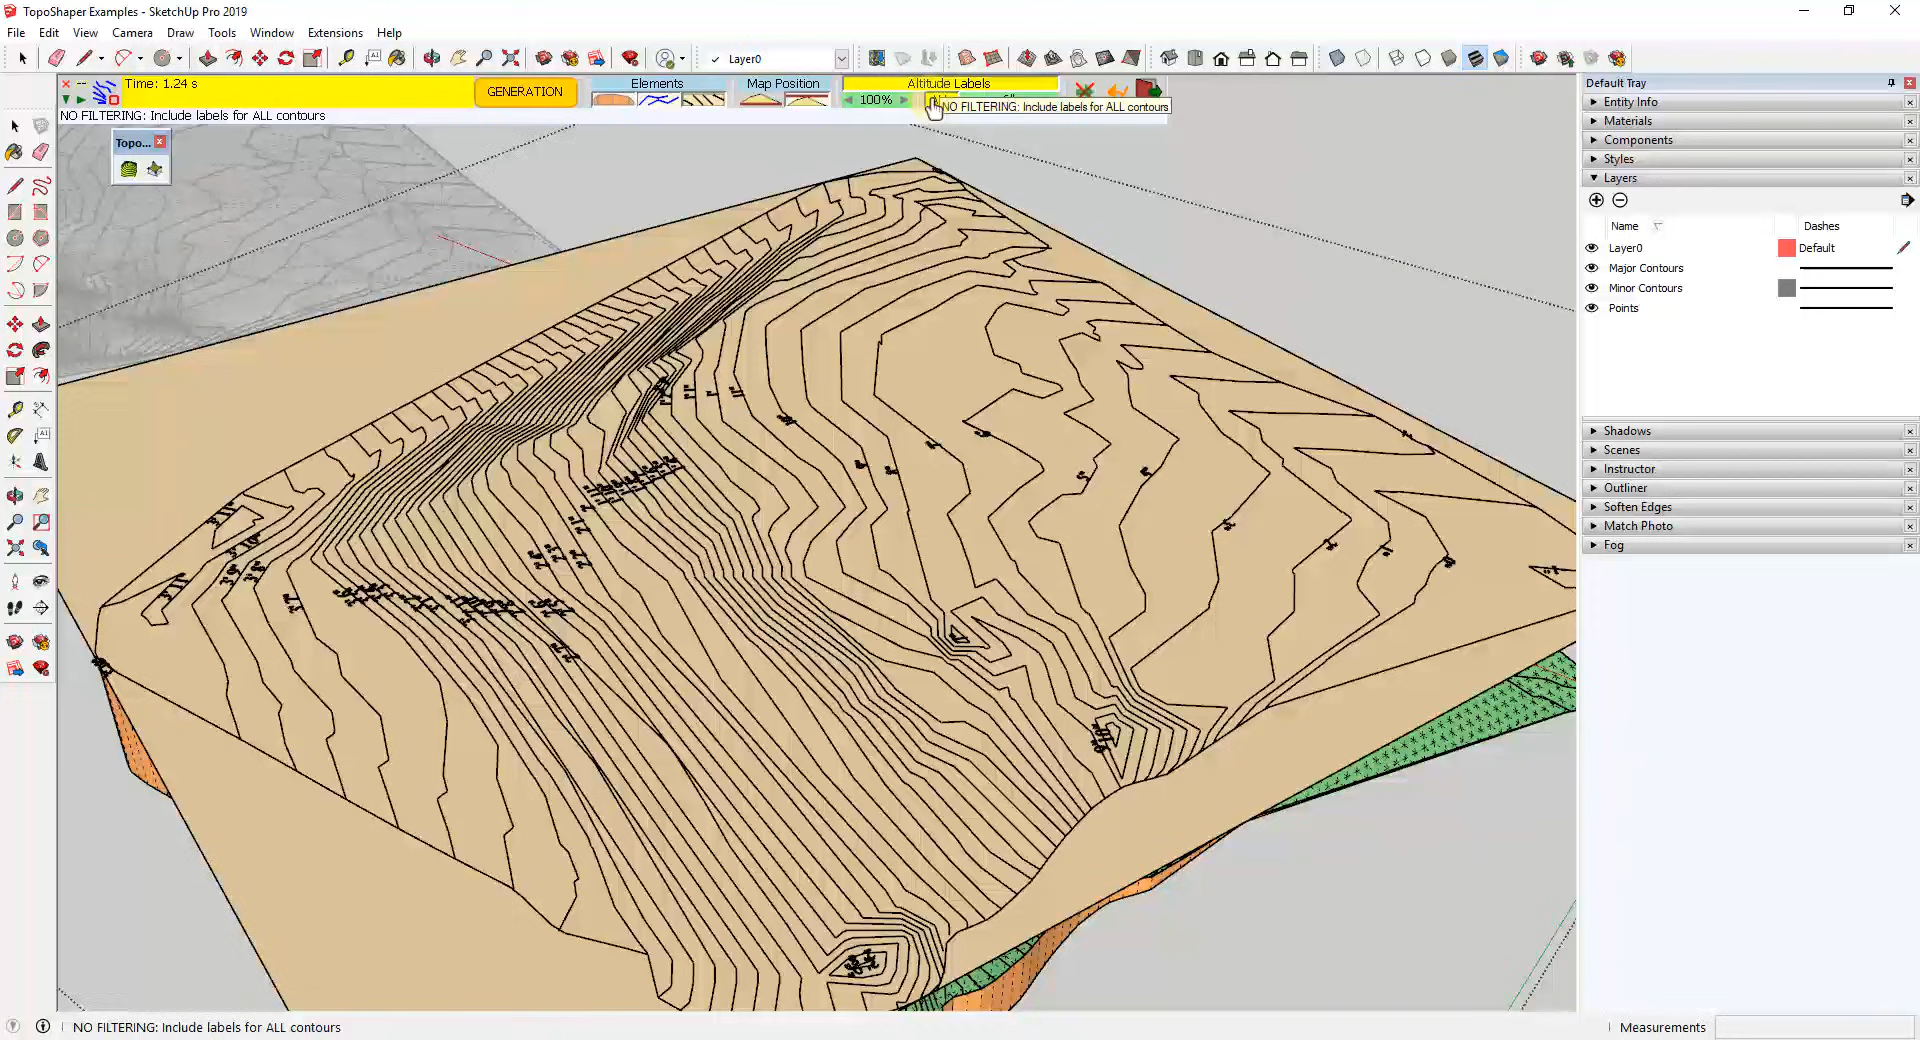 TopoShaper Examples - SketchUp Pro 2019
File Edit View Camera Draw Tools Window Extensions Help
Layer0
Time: 1.24 s
GENERATION
Elements
Map Position
Altitude Labels
100%
NO FILTERING: Include labels for ALL contours
NO FILTERING: Include labels for ALL contours
Topo...
Default Tray
Entity Info
Materials
Components
Styles
Layers
Name Dashes
Layer0 Default
Major Contours
Minor Contours
Points
Shadows
Scenes
Instructor
Outliner
Soften Edges
Match Photo
Fog
NO FILTERING: Include labels for ALL contours
Measurements